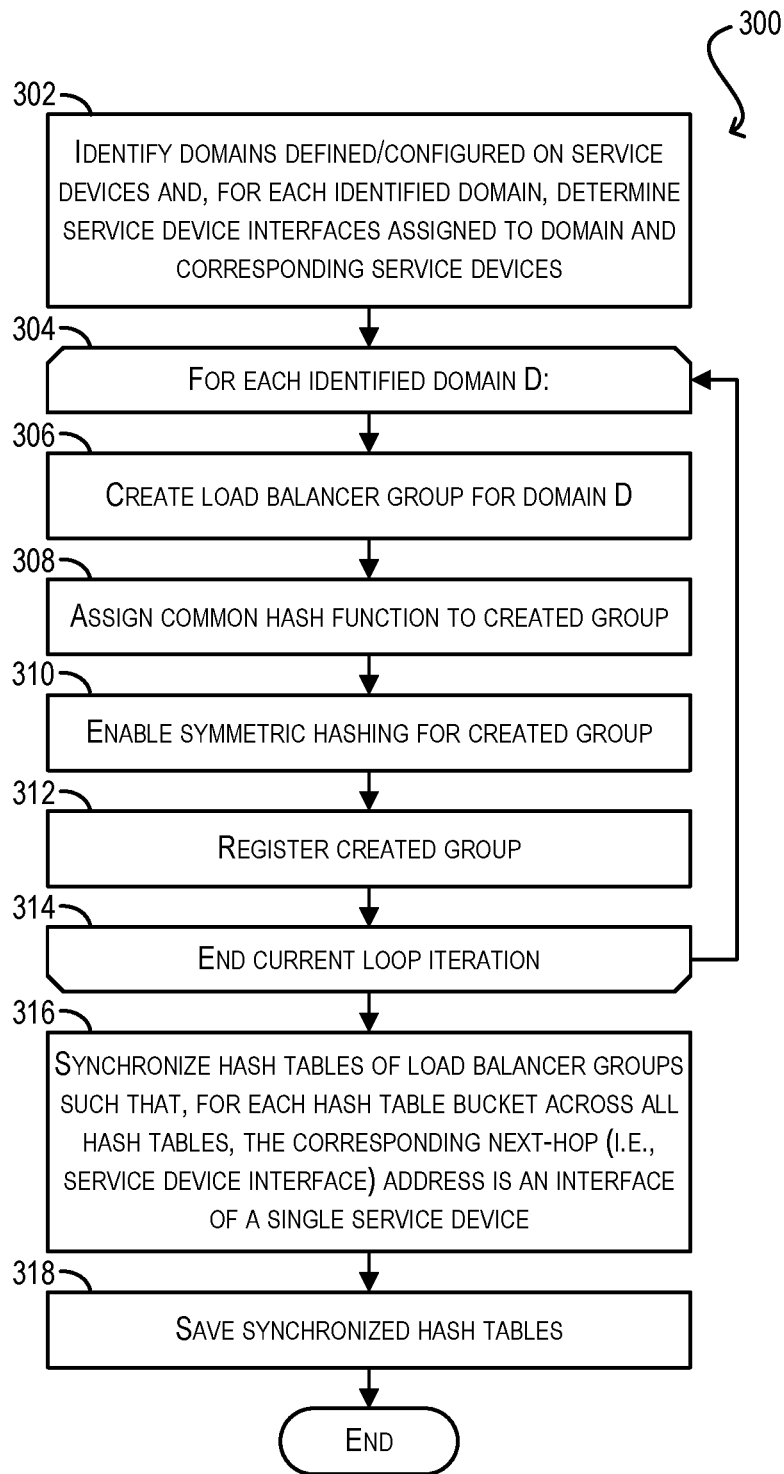 300
302
IDENTIFY DOMAINS DEFINED/CONFIGURED ON SERVICE
DEVICES AND, FOR EACH IDENTIFIED DOMAIN, DETERMINE
SERVICE DEVICE INTERFACES ASSIGNED TO DOMAIN AND
CORRESPONDING SERVICE DEVICES
304
FOR EACH IDENTIFIED DOMAIN D:
306
CREATE LOAD BALANCER GROUP FOR DOMAIN D
308
ASSIGN COMMON HASH FUNCTION TO CREATED GROUP
310
ENABLE SYMMETRIC HASHING FOR CREATED GROUP
312
REGISTER CREATED GROUP
314
END CURRENT LOOP ITERATION
316
SYNCHRONIZE HASH TABLES OF LOAD BALANCER GROUPS
SUCH THAT, FOR EACH HASH TABLE BUCKET ACROSS ALL
HASH TABLES, THE CORRESPONDING NEXT-HOP (I.E.,
SERVICE DEVICE INTERFACE) ADDRESS IS AN INTERFACE
OF A SINGLE SERVICE DEVICE
318
SAVE SYNCHRONIZED HASH TABLES
END